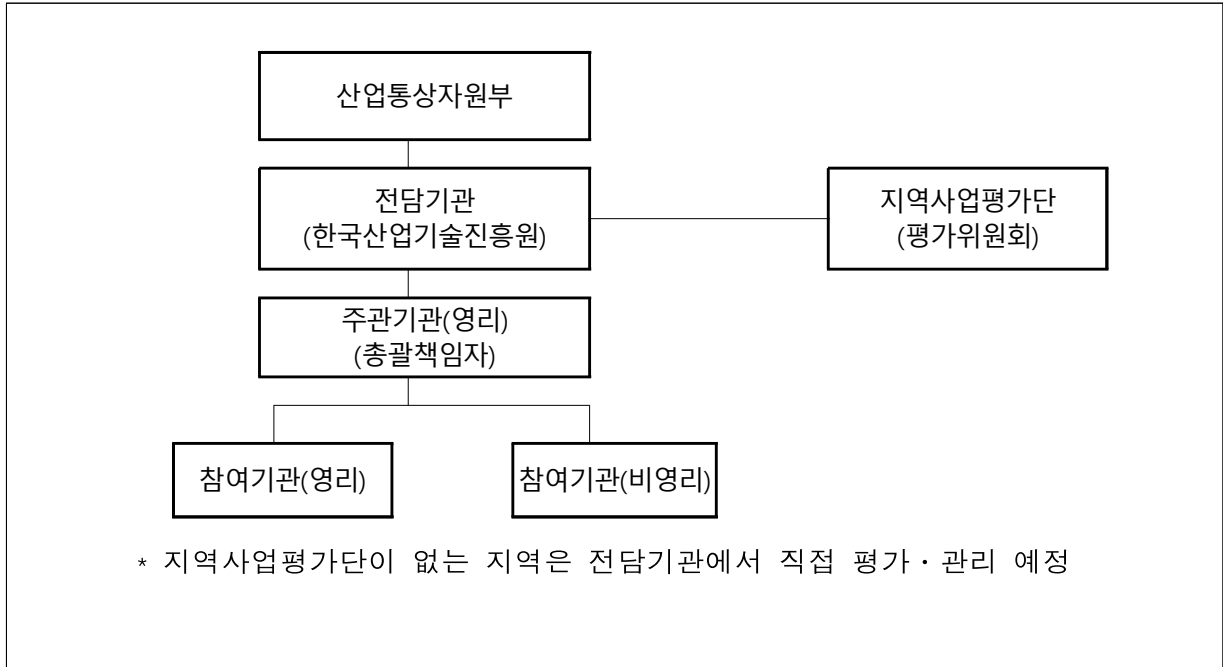 산업통상자원부
전담기관
(한국산업기술진흥원)
지역사업평가단
(평가위원회)
주관기관(영리)
(총괄책임자)
참여기관(영리)
참여기관(비영리)
* 지역사업평가단이 없는 지역은 전담기관에서 직접 평가・관리 예정